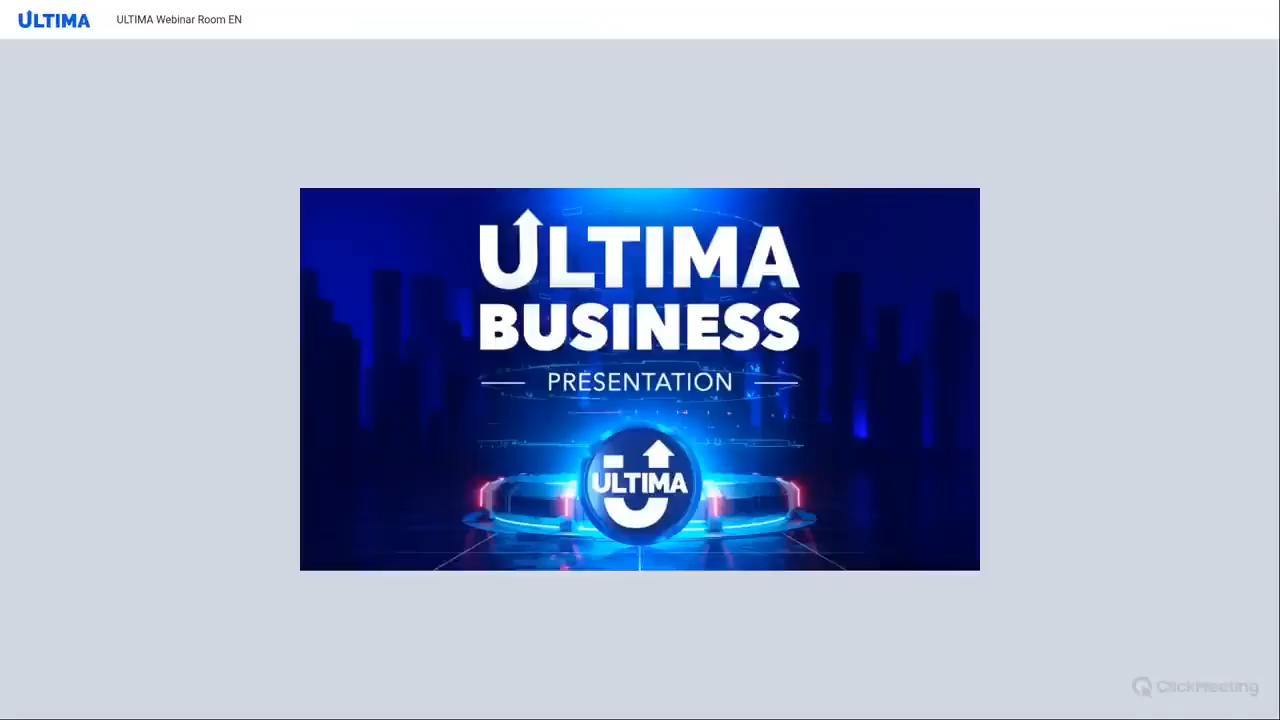 ULTIMA ULTIMA Webinar Room EN
ULTIMA
BUSINESS
PRESENTATION
ULTIMA
ClickMeeting